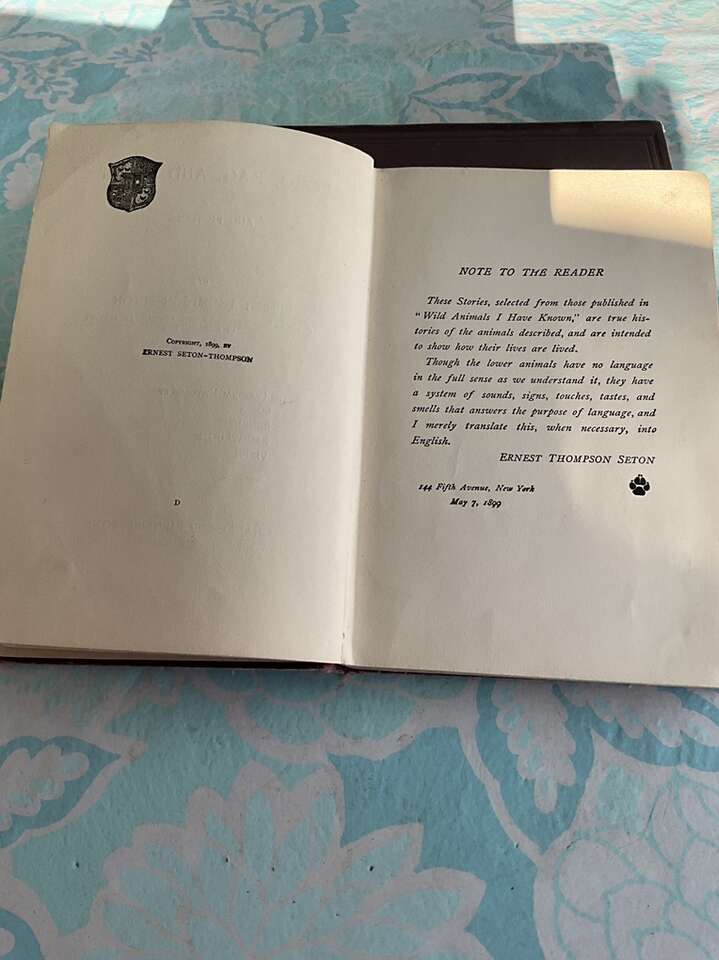 COPYRIGHT, 1899, BY
ERNEST SETON-THOMPSON
D
NOTE TO THE READER
These Stories, selected from those published in
"Wild Animals I Have Known," are true his-
tories of the animals described, and are intended
to show how their lives are lived.
Though the lower animals have no language
in the full sense as we understand it, they have
a system of sounds, signs, touches, tastes, and
smells that answers the purpose of language, and
I merely translate this, when necessary, into
English.
ERNEST THOMPSON SETON
144 Fifth Avenue, New York
May 7, 1899